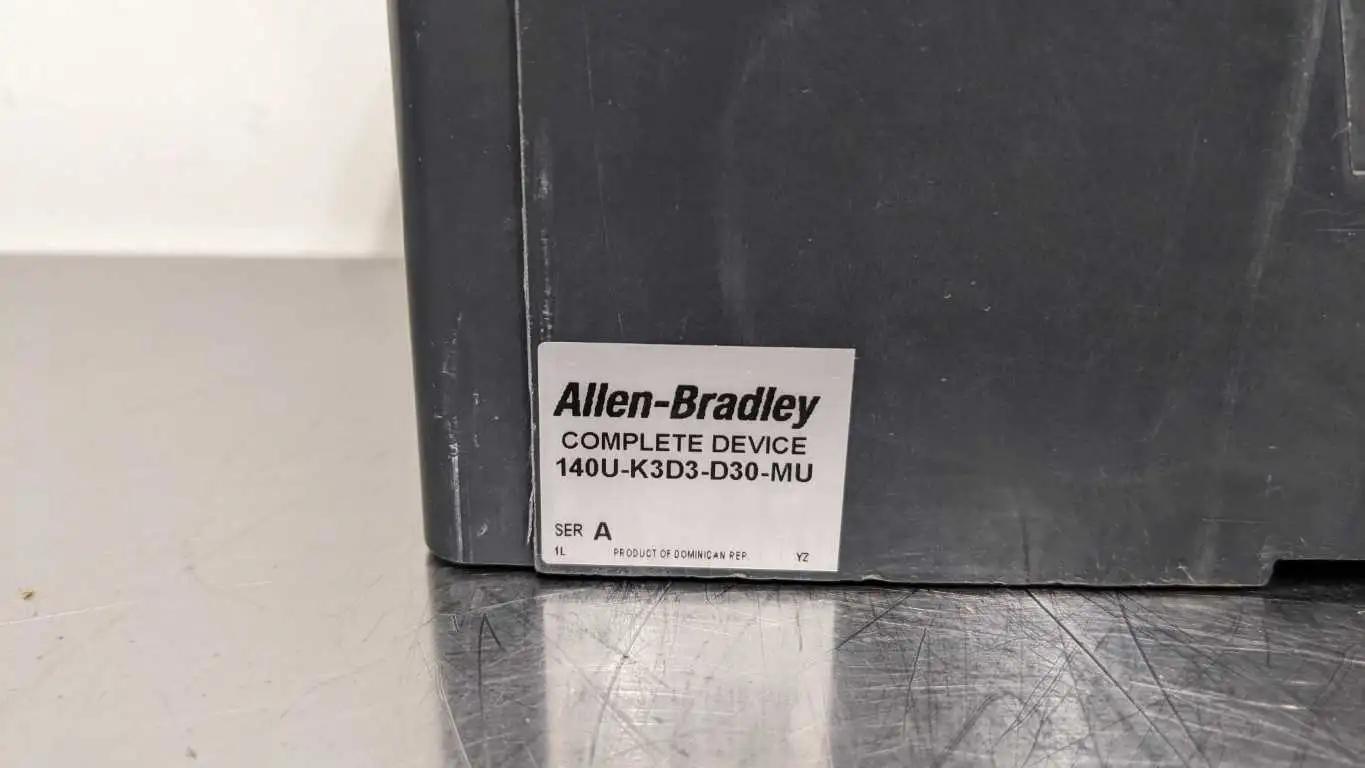 Allen-Bradley
COMPLETE DEVICE
140U-K3D3-D30-MU
SER A
1L PRODUCT OF DOMINICAN REP. YZ